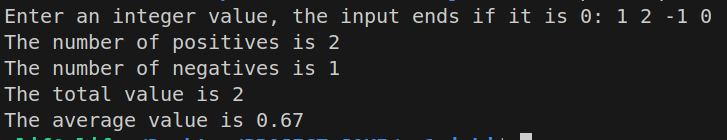 Enter an integer value, the input ends if it is 0: 1 2 -1 0
The number of positives is 2
The number of negatives is 1
The total value is 2
The average value is 0.67